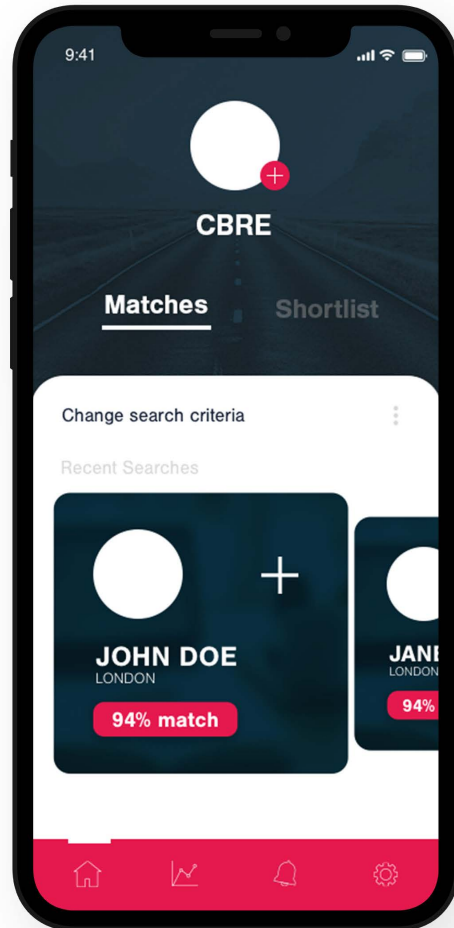 9:41
CBRE
Matches
Shortlist
Change search criteria
Recent Searches
JOHN DOE
LONDON
94% match
JANE
LONDON
94%